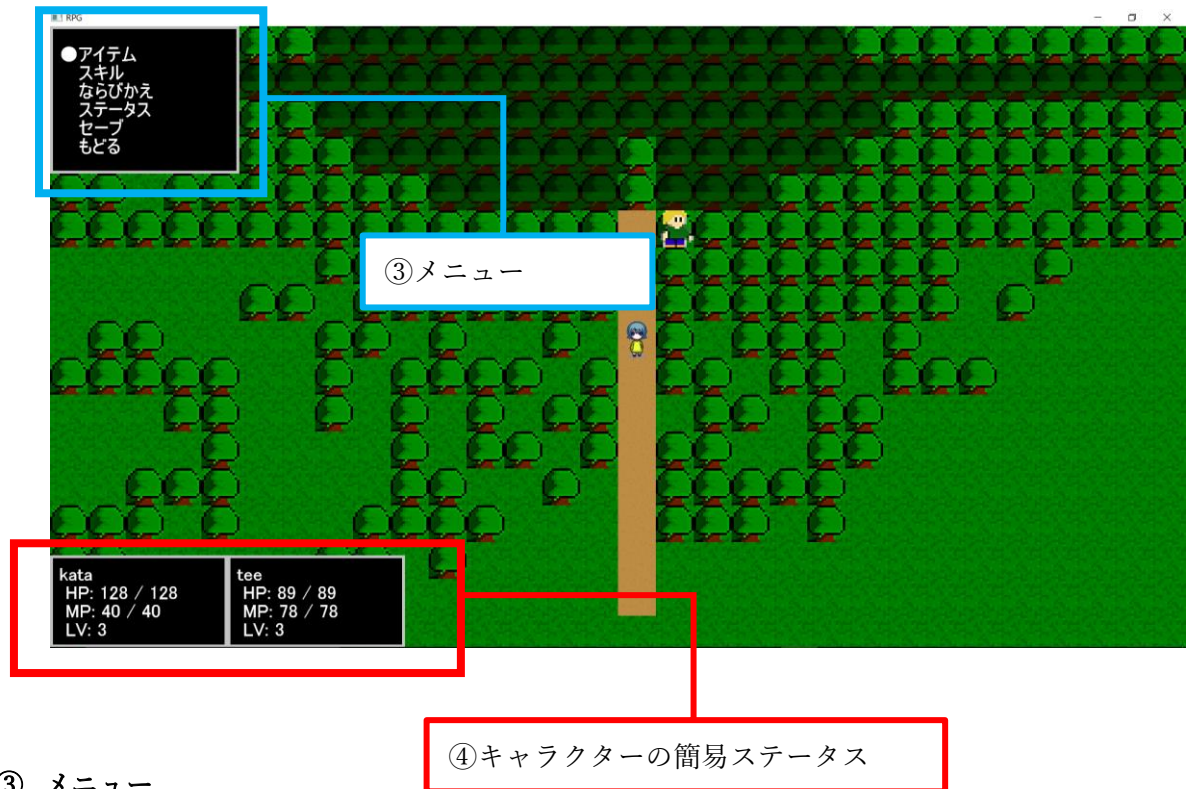 RPG
●アイテム
スキル
ならびかえ
ステータス
セーブ
もどる
③メニュー
kata
HP: 128 / 128
MP: 40 / 40
LV: 3
tee
HP: 89 / 89
MP: 78 / 78
LV: 3
④キャラクターの簡易ステータス
③ メニュー